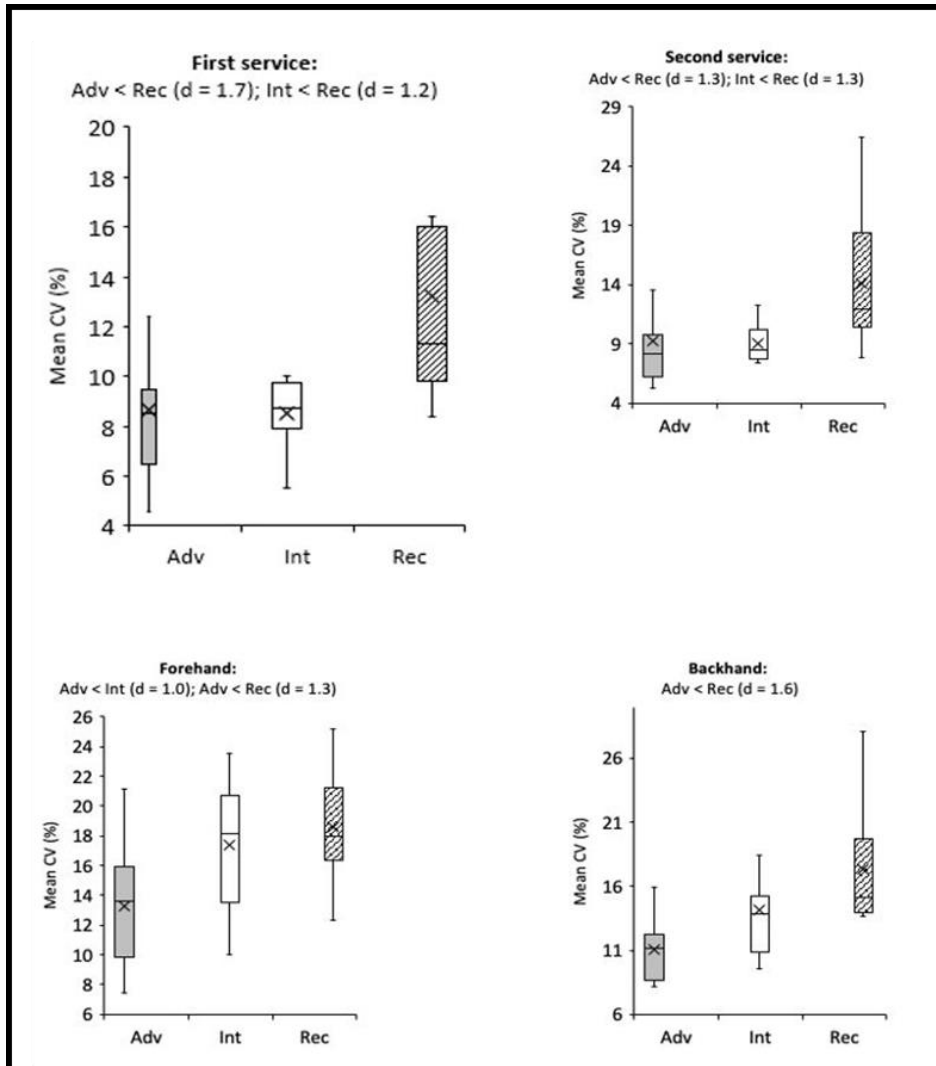 First service:
Adv < Rec (d = 1.7); Int < Rec (d = 1.2)
Mean CV (%)
20
18
16
14
12
10
8
6
4
Adv Int Rec
Second service:
Adv < Rec (d = 1.3); Int < Rec (d = 1.3)
Mean CV (%)
29
24
19
14
9
4
Adv Int Rec
Forehand:
Adv < Int (d = 1.0); Adv < Rec (d = 1.3)
Mean CV (%)
26
24
22
20
18
16
14
12
10
8
6
Adv Int Rec
Backhand:
Adv < Rec (d = 1.6)
Mean CV (%)
26
21
16
11
6
Adv Int Rec